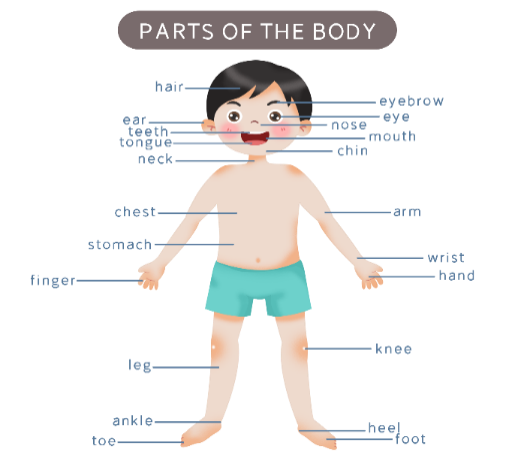 PARTS OF THE BODY
hair
eyebrow
eye
ear
nose
teeth
mouth
tongue
chin
neck
chest
arm
stomach
wrist
hand
finger
knee
leg
ankle
heel
toe
foot